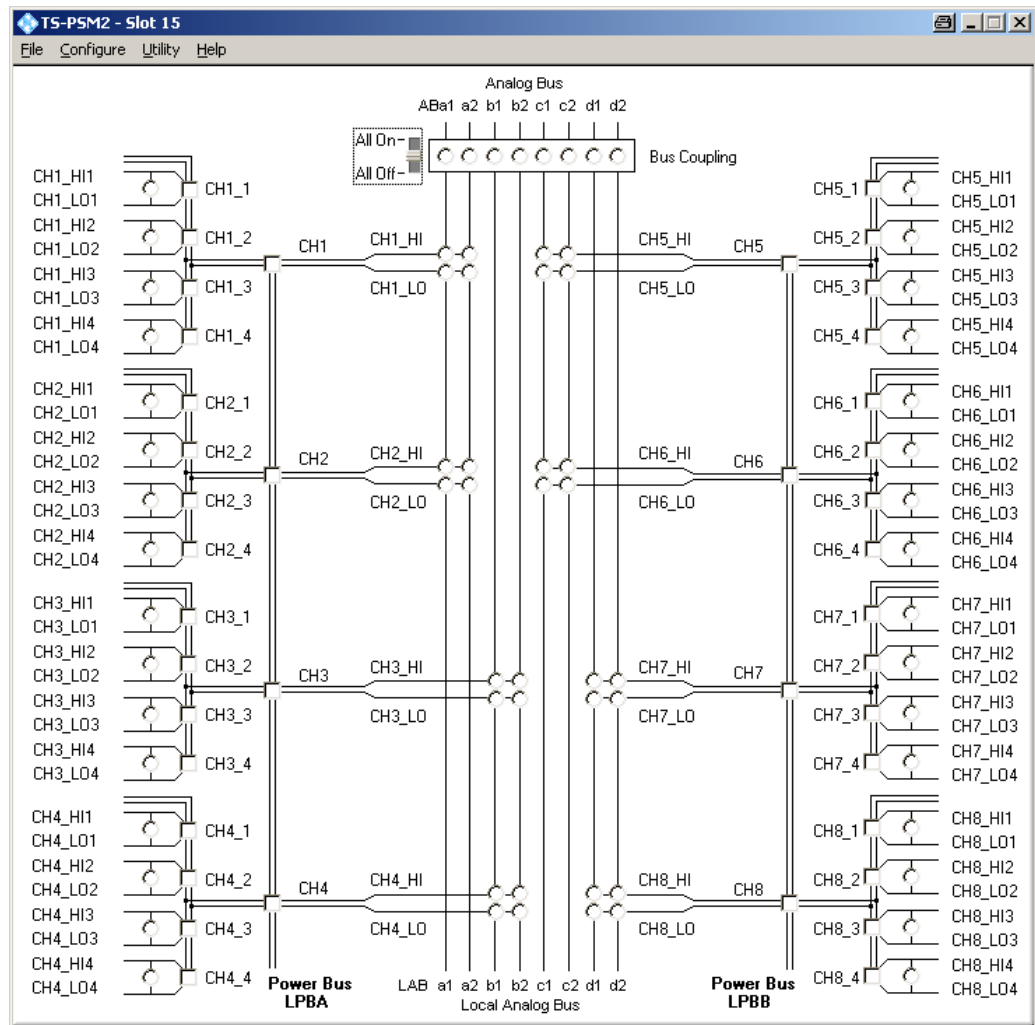 TS-PSM2 - Slot 15
File Configure Utility Help
Analog Bus
ABa1 a2 b1 b2 c1 c2 d1 d2
All On
All Off
Bus Coupling
CH1_HI1
CH1_LO1
CH1_HI2
CH1_LO2
CH1_HI3
CH1_LO3
CH1_HI4
CH1_LO4
CH1_1
CH1_2
CH1_3
CH1_4
CH1
CH1_HI
CH1_LO
CH5_HI
CH5_LO
CH5
CH5_1
CH5_2
CH5_3
CH5_4
CH5_HI1
CH5_LO1
CH5_HI2
CH5_LO2
CH5_HI3
CH5_LO3
CH5_HI4
CH5_LO4
CH2_HI1
CH2_LO1
CH2_HI2
CH2_LO2
CH2_HI3
CH2_LO3
CH2_HI4
CH2_LO4
CH2_1
CH2_2
CH2_3
CH2_4
CH2
CH2_HI
CH2_LO
CH6_HI
CH6_LO
CH6
CH6_1
CH6_2
CH6_3
CH6_4
CH6_HI1
CH6_LO1
CH6_HI2
CH6_LO2
CH6_HI3
CH6_LO3
CH6_HI4
CH6_LO4
CH3_HI1
CH3_LO1
CH3_HI2
CH3_LO2
CH3_HI3
CH3_LO3
CH3_HI4
CH3_LO4
CH3_1
CH3_2
CH3_3
CH3_4
CH3
CH3_HI
CH3_LO
CH7_HI
CH7_LO
CH7
CH7_1
CH7_2
CH7_3
CH7_4
CH7_HI1
CH7_LO1
CH7_HI2
CH7_LO2
CH7_HI3
CH7_LO3
CH7_HI4
CH7_LO4
CH4_HI1
CH4_LO1
CH4_HI2
CH4_LO2
CH4_HI3
CH4_LO3
CH4_HI4
CH4_LO4
CH4_1
CH4_2
CH4_3
CH4_4
CH4
CH4_HI
CH4_LO
CH8_HI
CH8_LO
CH8
CH8_1
CH8_2
CH8_3
CH8_4
CH8_HI1
CH8_LO1
CH8_HI2
CH8_LO2
CH8_HI3
CH8_LO3
CH8_HI4
CH8_LO4
Power Bus
LPBA
LAB a1 a2 b1 b2 c1 c2 d1 d2
Local Analog Bus
Power Bus
LPBB